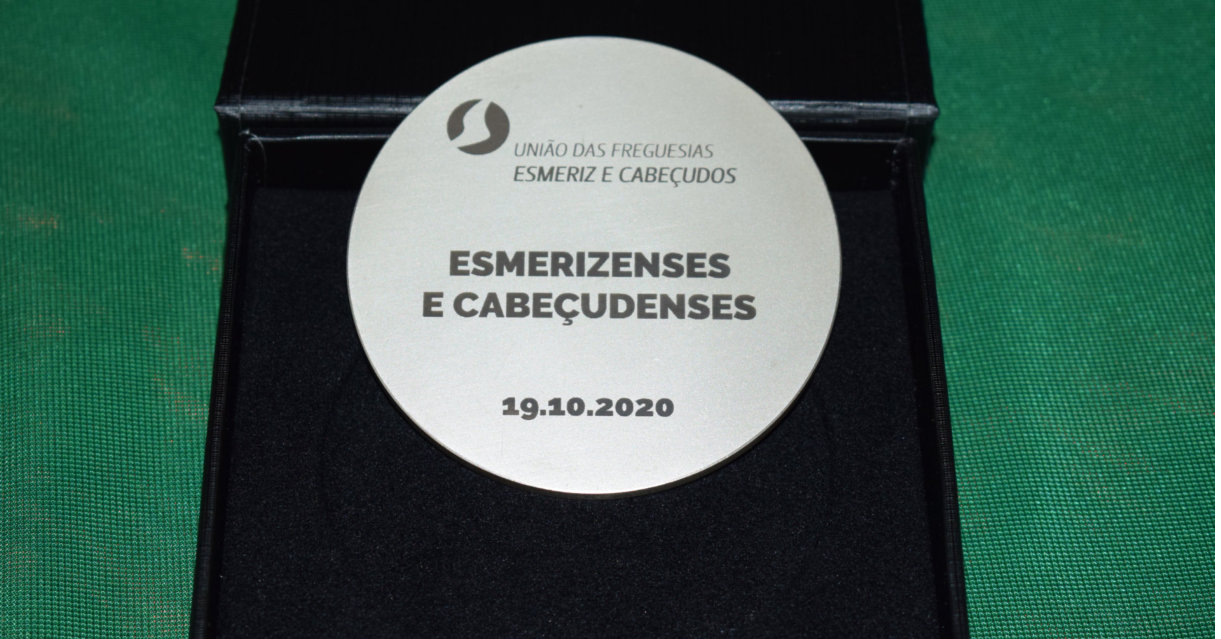 UNIÃO DAS FREGUESIAS
ESMERIZ E CABEÇUDOS
ESMERIZENSES
E CABEÇUDENSES
19.10.2020